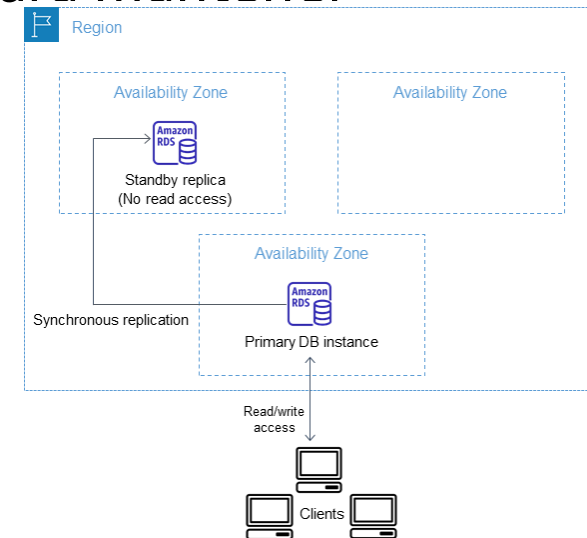 Region
Availability Zone
Availability Zone
Amazon
RDS
Standby replica
(No read access)
Availability Zone
Amazon
RDS
Synchronous replication
Primary DB instance
Read/write
access
Clients